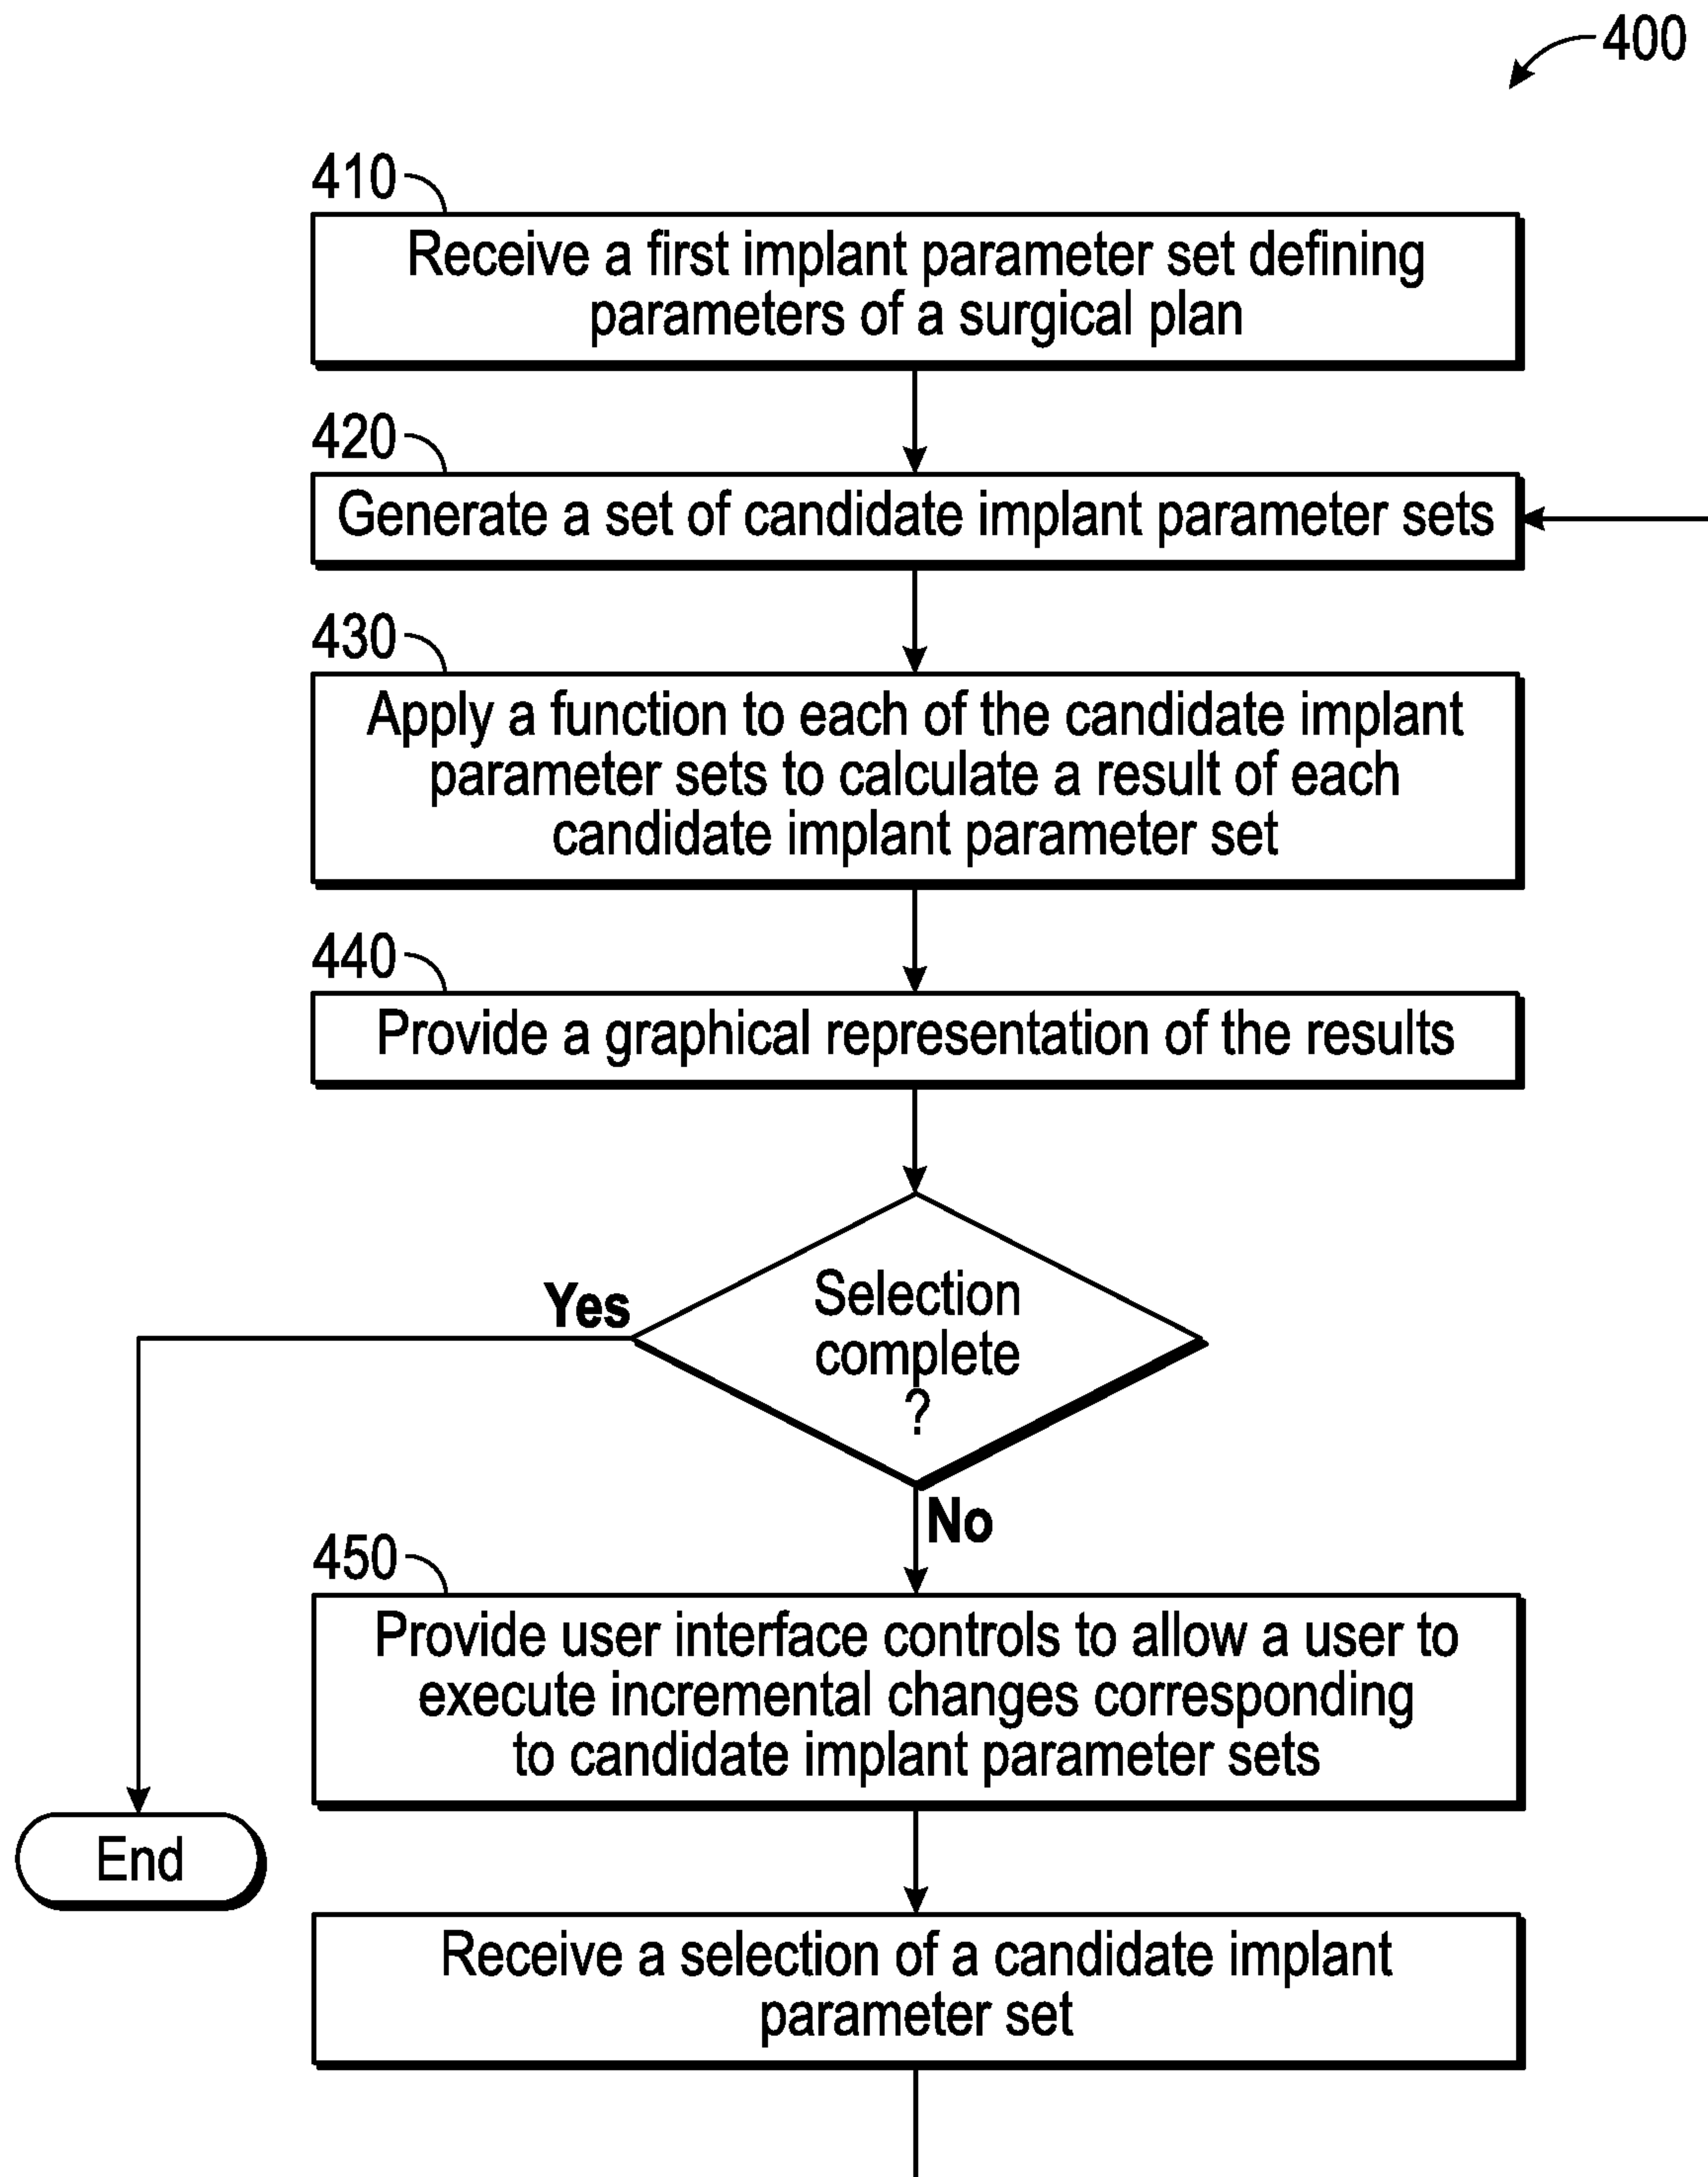 400
410
Receive a first implant parameter set defining
parameters of a surgical plan
420
Generate a set of candidate implant parameter sets
430
Apply a function to each of the candidate implant
parameter sets to calculate a result of each
candidate implant parameter set
440
Provide a graphical representation of the results
Selection
complete
?
Yes
No
450
Provide user interface controls to allow a user to
execute incremental changes corresponding
to candidate implant parameter sets
End
Receive a selection of a candidate implant
parameter set